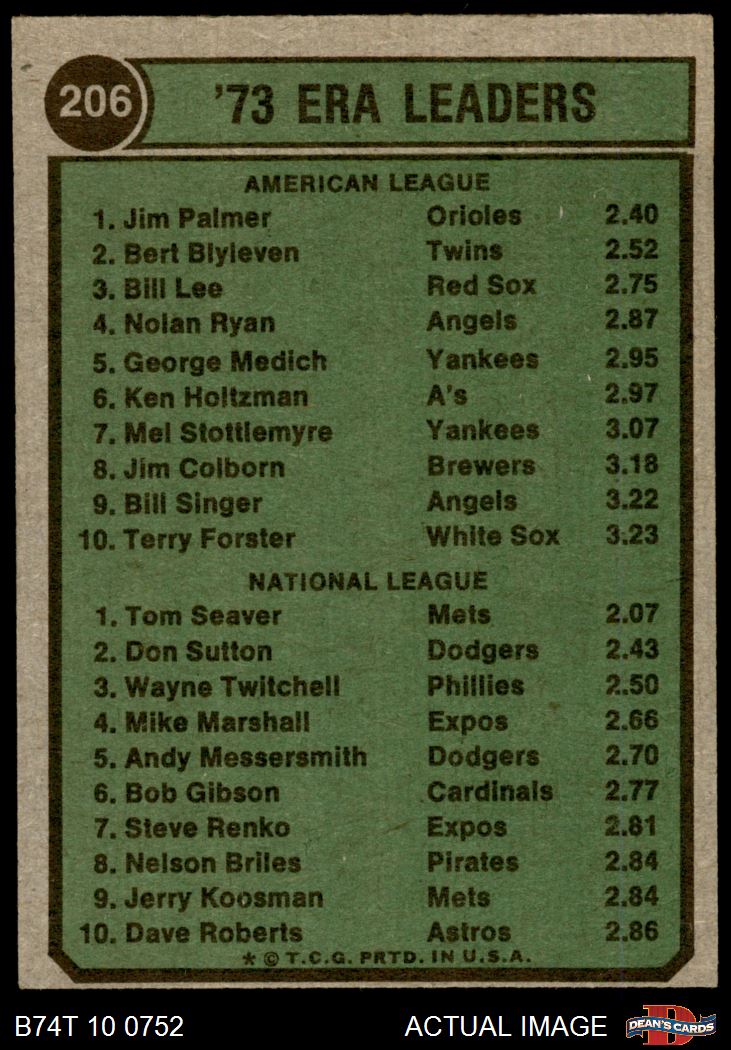 206
'73 ERA LEADERS
AMERICAN LEAGUE
1. Jim Palmer Orioles 2.40
2. Bert Blyleven Twins 2.52
3. Bill Lee Red Sox 2.75
4. Nolan Ryan Angels 2.87
5. George Medich Yankees 2.95
6. Ken Holtzman A's 2.97
7. Mel Stottlemyre Yankees 3.07
8. Jim Colborn Brewers 3.18
9. Bill Singer Angels 3.22
10. Terry Forster White Sox 3.23
NATIONAL LEAGUE
1. Tom Seaver Mets 2.07
2. Don Sutton Dodgers 2.43
3. Wayne Twitchell Phillies 2.50
4. Mike Marshall Expos 2.66
5. Andy Messersmith Dodgers 2.70
6. Bob Gibson Cardinals 2.77
7. Steve Renko Expos 2.81
8. Nelson Briles Pirates 2.84
9. Jerry Koosman Mets 2.84
10. Dave Roberts Astros 2.86
* © T.C.G. PRTD. IN U.S.A.
B74T 10 0752 ACTUAL IMAGE D DEAN'S CARDS